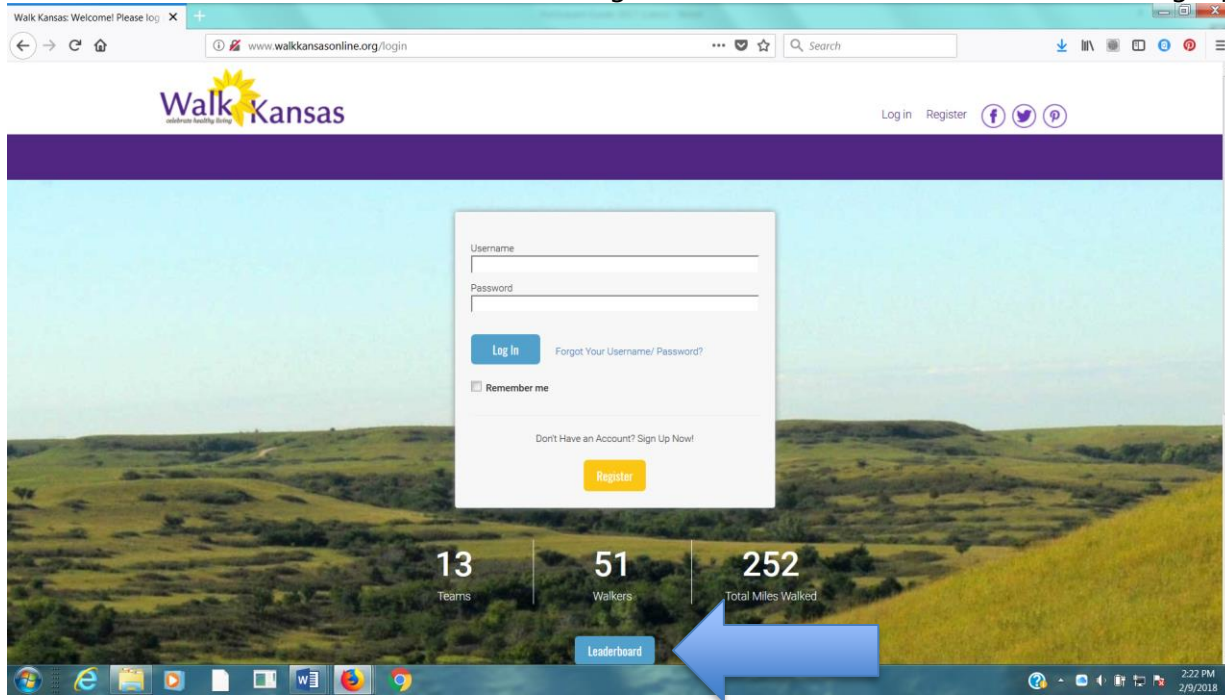 Walk Kansas: Welcome! Please log
www.walkkansasonline.org/login
Search
Walk Kansas
celebrate healthy living
Log in Register
Username
Password
Log In Forgot Your Username/ Password?
Remember me
Don't Have an Account? Sign Up Now!
Register
13 51 252
Teams Walkers Total Miles Walked
Leaderboard
2:22 PM
2/9/2018